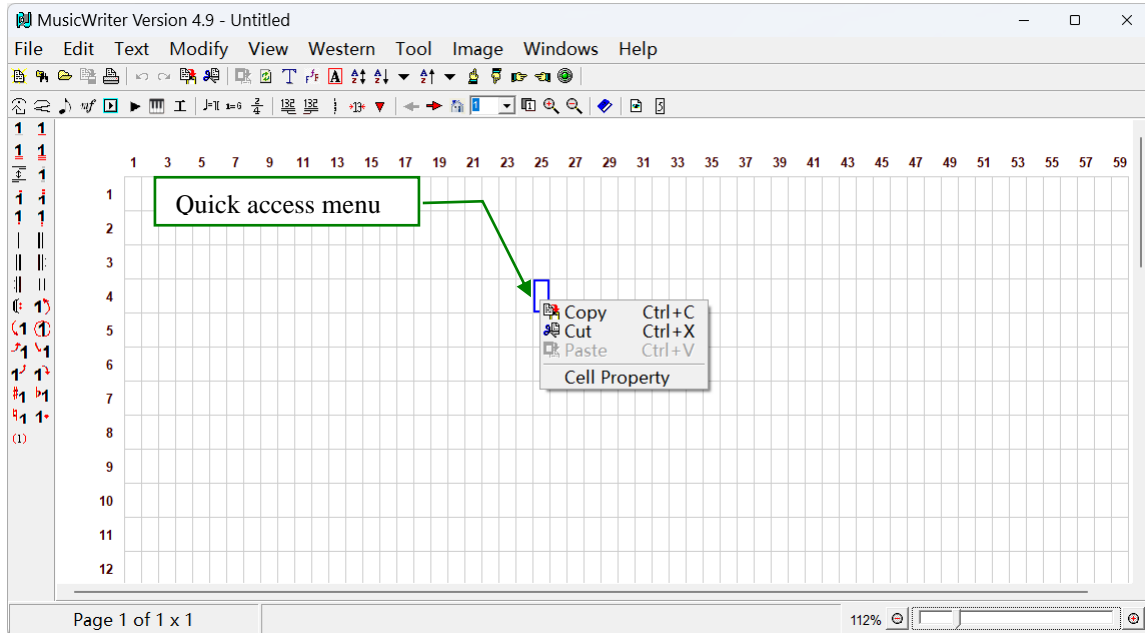 MusicWriter Version 4.9 - Untitled
File Edit Text Modify View Western Tool Image Windows Help
1 1
1 3 5 7 9 11 13 15 17 19 21 23 25 27 29 31 33 35 37 39 41 43 45 47 49 51 53 55 57 59
1
2
3
4
5
6
7
8
9
10
11
12
Quick access menu
Copy Ctrl+C
Cut Ctrl+X
Paste Ctrl+V
Cell Property
(1)
Page 1 of 1 x 1
112%